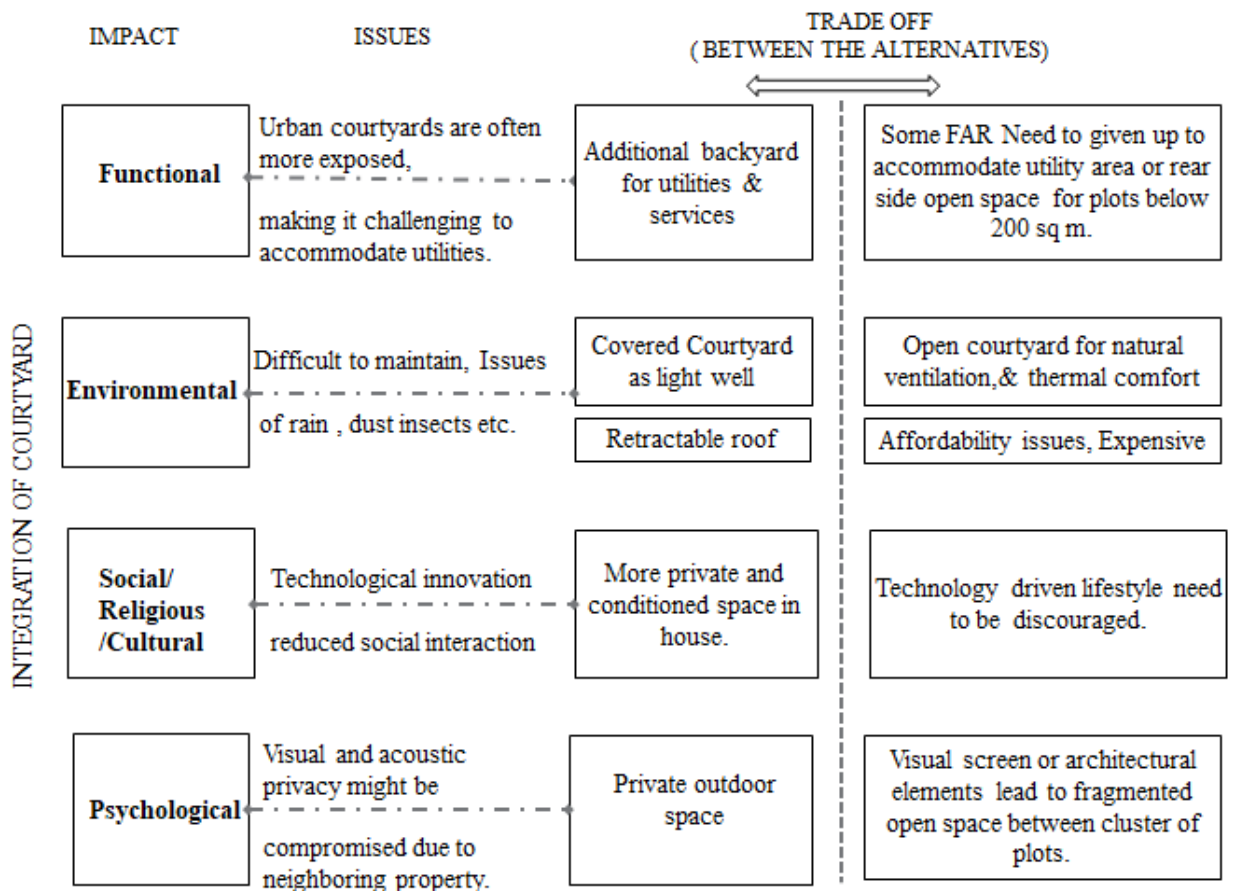 IMPACT
ISSUES
TRADE OFF
( BETWEEN THE ALTERNATIVES)
INTEGRATION OF COURTYARD
Functional
Urban courtyards are often
more exposed,
making it challenging to
accommodate utilities.
Additional backyard
for utilities &
services
Some FAR Need to given up to
accommodate utility area or rear
side open space for plots below
200 sq m.
Environmental
Difficult to maintain, Issues
of rain , dust insects etc.
Covered Courtyard
as light well
Open courtyard for natural
ventilation,& thermal comfort
Retractable roof
Affordability issues, Expensive
Social/
Religious
/Cultural
Technological innovation
reduced social interaction
More private and
conditioned space in
house.
Technology driven lifestyle need
to be discouraged.
Psychological
Visual and acoustic
privacy might be
compromised due to
neighboring property.
Private outdoor
space
Visual screen or architectural
elements lead to fragmented
open space between cluster of
plots.